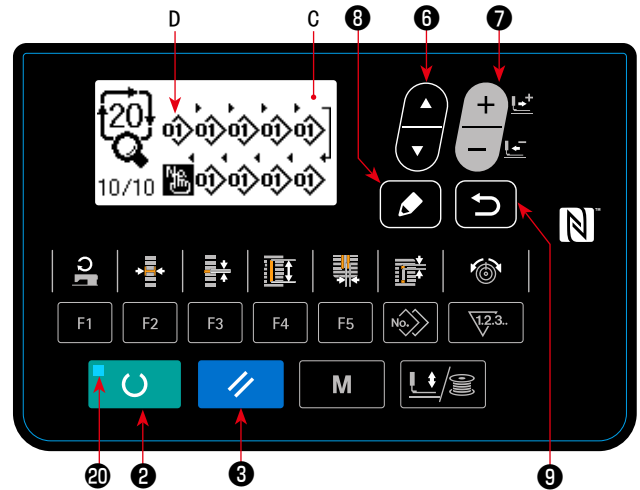 D C ❽ ❻ ❼
20 01 01 01 01 01
10/10 No. 01 01 01 01
+
−
N™
F1 F2 F3 F4 F5 No. 1.2.3..
M /
⓴ ❷ ❸ ❾